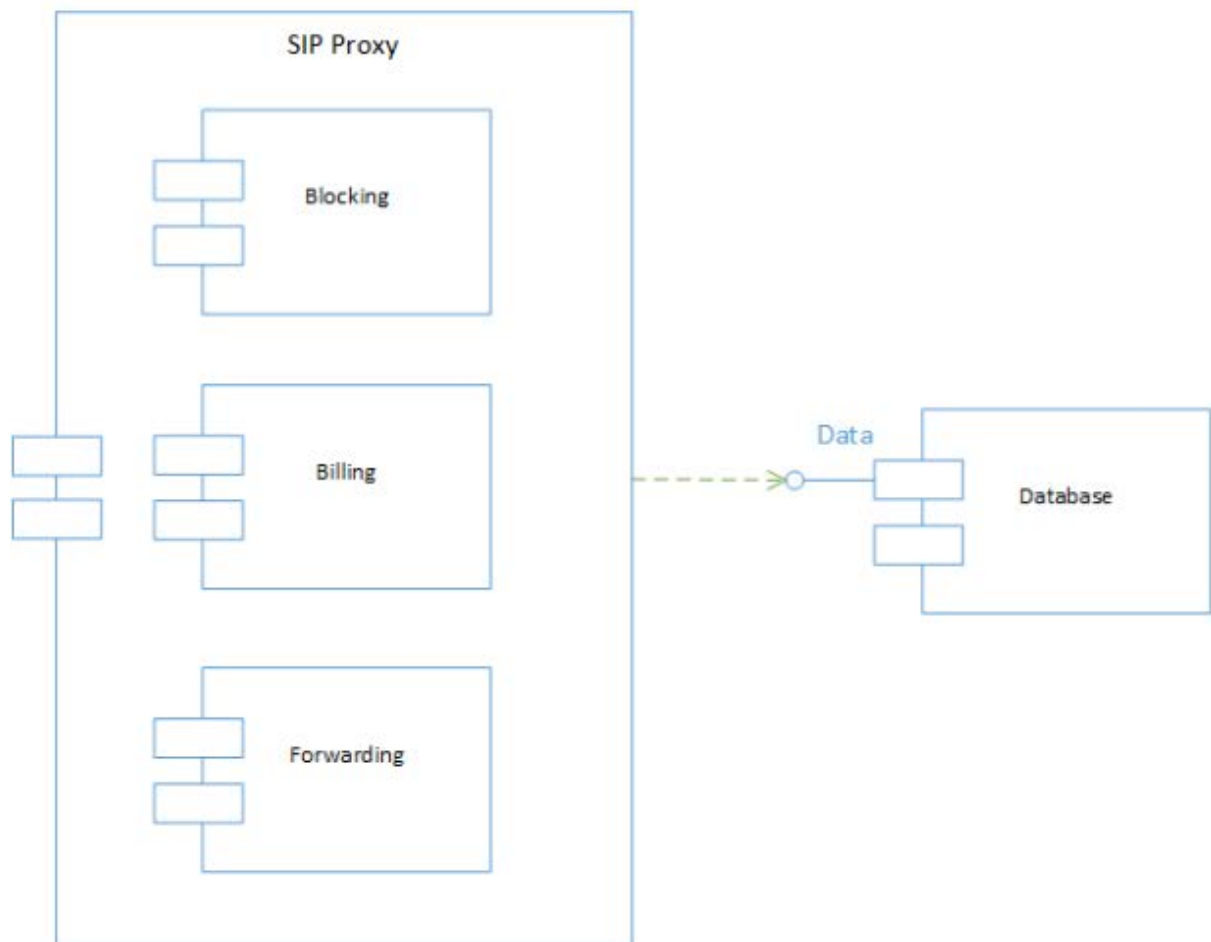 SIP Proxy
Blocking
Billing
Data
Database
Forwarding